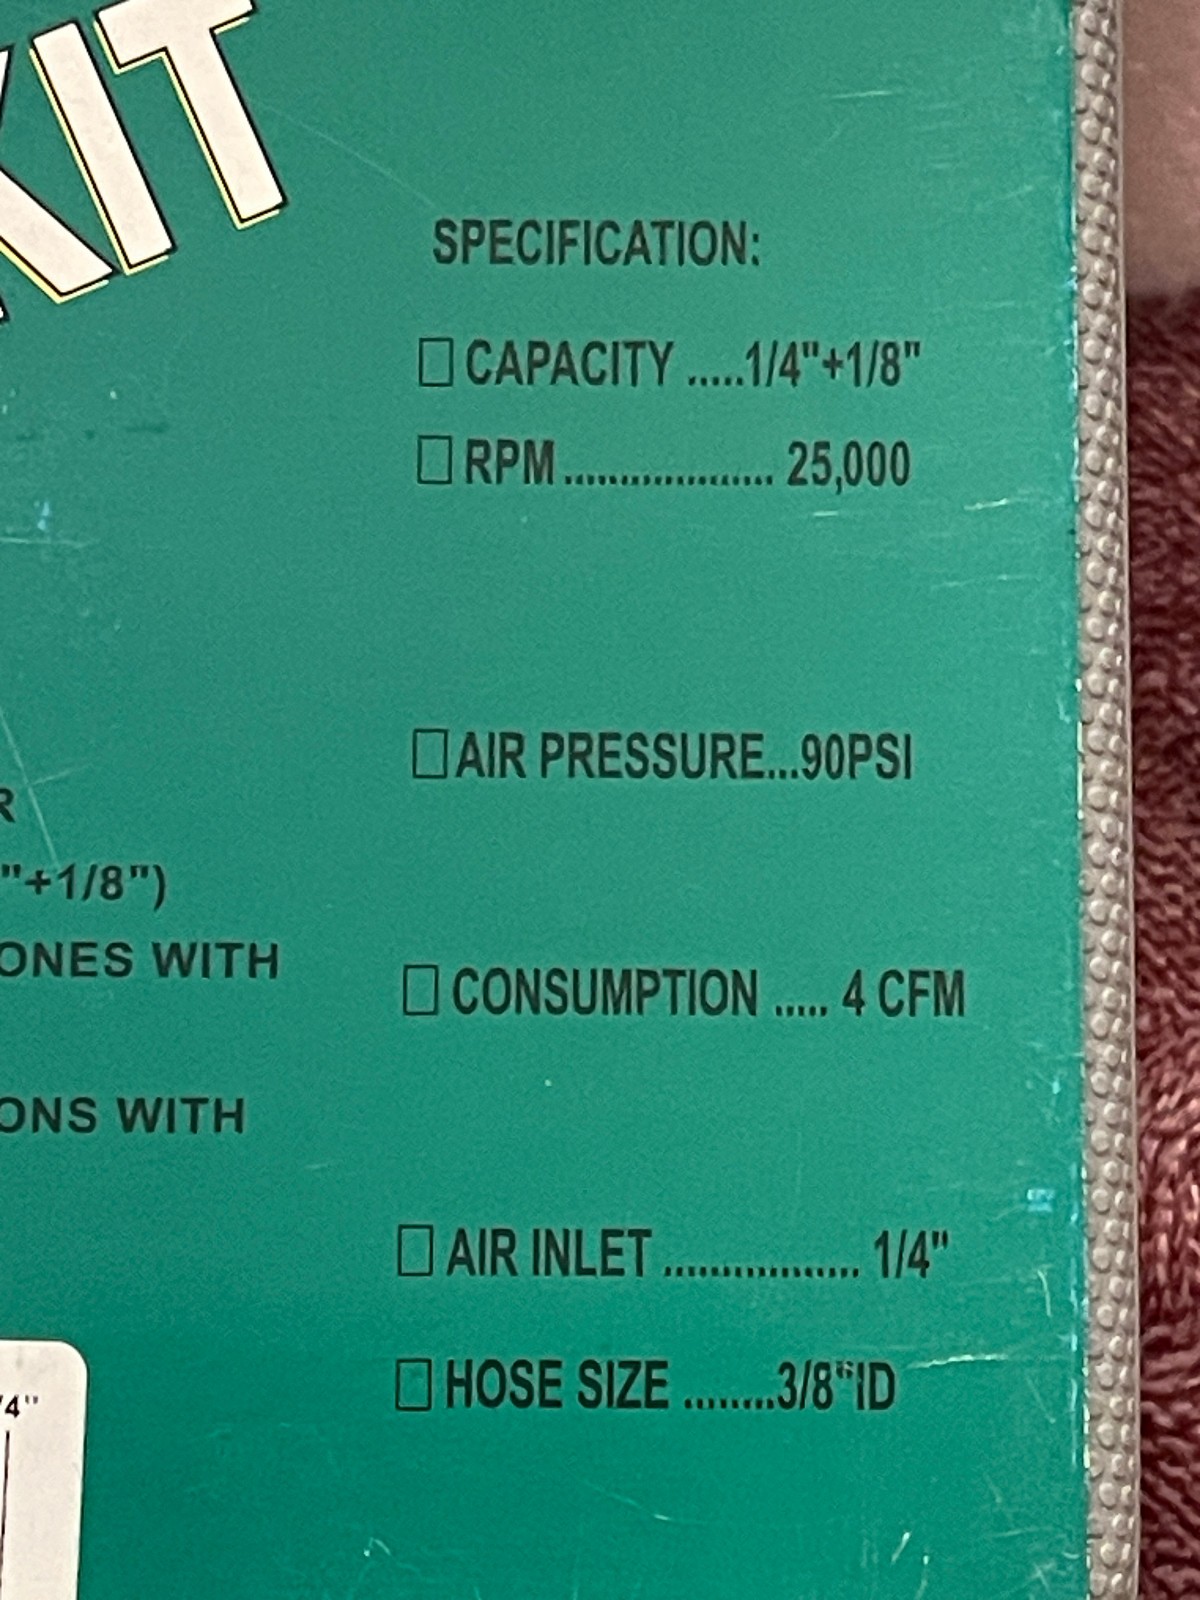 KIT
SPECIFICATION:
☐ CAPACITY .....1/4"+1/8"
☐ RPM ................... 25,000
☐ AIR PRESSURE...90PSI
R
"+1/8")
ONES WITH
☐ CONSUMPTION ..... 4 CFM
ONS WITH
☐ AIR INLET ................. 1/4"
☐ HOSE SIZE ........3/8"ID
/4"